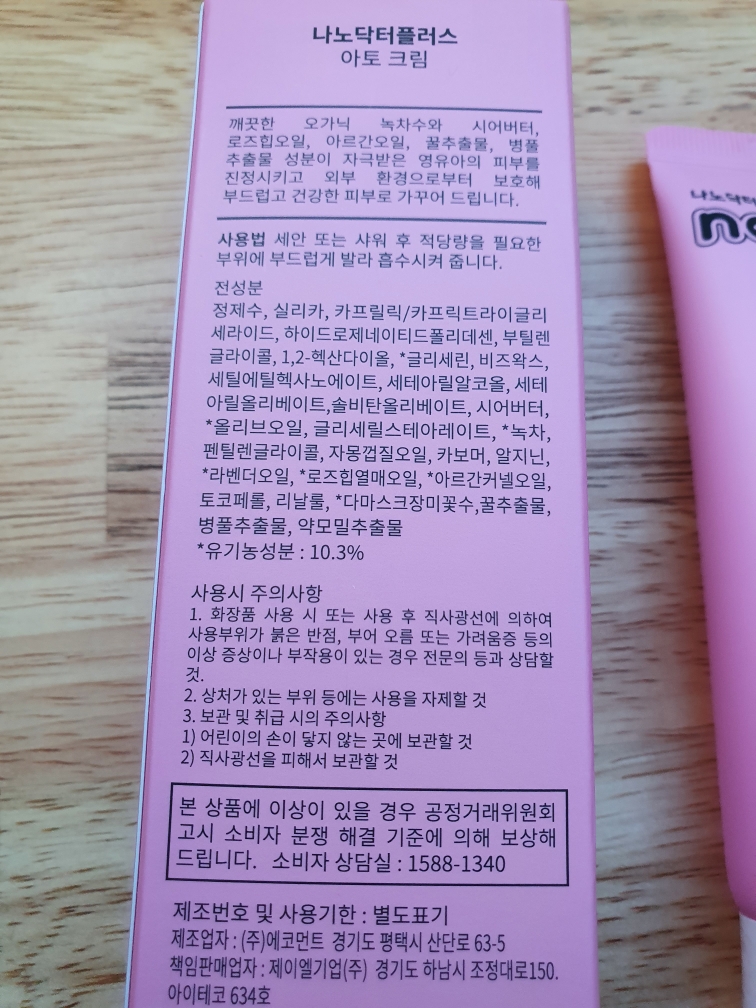 나노닥터플러스
아토 크림
깨끗한 오가닉 녹차수와 시어버터,
로즈힙오일, 아르간오일, 꿀추출물, 병풀
추출물 성분이 자극받은 영유아의 피부를
진정시키고 외부 환경으로부터 보호해
부드럽고 건강한 피부로 가꾸어 드립니다.
사용법 세안 또는 샤워 후 적당량을 필요한
부위에 부드럽게 발라 흡수시켜 줍니다.
전성분
정제수, 실리카, 카프릴릭/카프릭트라이글리
세라이드, 하이드로제네이티드폴리데센, 부틸렌
글라이콜, 1,2-헥산다이올, *글리세린, 비즈왁스,
세틸에틸헥사노에이트, 세테아릴알코올, 세테
아릴올리베이트,솔비탄올리베이트, 시어버터,
*올리브오일, 글리세릴스테아레이트, *녹차,
펜틸렌글라이콜, 자몽껍질오일, 카보머, 알지닌,
*라벤더오일, *로즈힙열매오일, *아르간커넬오일,
토코페롤, 리날룰, *다마스크장미꽃수,꿀추출물,
병풀추출물, 약모밀추출물
*유기농성분 : 10.3%
사용시 주의사항
1. 화장품 사용 시 또는 사용 후 직사광선에 의하여
사용부위가 붉은 반점, 부어 오름 또는 가려움증 등의
이상 증상이나 부작용이 있는 경우 전문의 등과 상담할
것.
2. 상처가 있는 부위 등에는 사용을 자제할 것
3. 보관 및 취급 시의 주의사항
1) 어린이의 손이 닿지 않는 곳에 보관할 것
2) 직사광선을 피해서 보관할 것
본 상품에 이상이 있을 경우 공정거래위원회
고시 소비자 분쟁 해결 기준에 의해 보상해
드립니다. 소비자 상담실 : 1588-1340
제조번호 및 사용기한 : 별도표기
제조업자 : (주)에코먼트 경기도 평택시 산단로 63-5
책임판매업자 : 제이엘기업(주) 경기도 하남시 조정대로150.
아이테코 634호
나노닥터